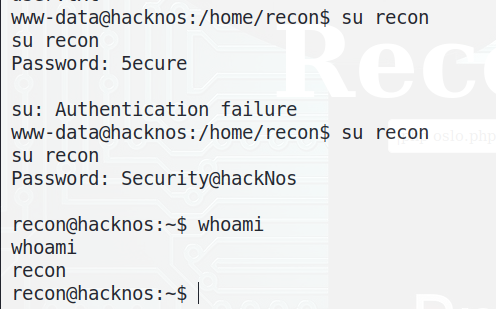 www-data@hacknos:/home/recon$ su recon
su recon
Password: 5ecure
su: Authentication failure
www-data@hacknos:/home/recon$ su recon
su recon
Password: Security@hackNos
recon@hacknos:~$ whoami
whoami
recon
recon@hacknos:~$